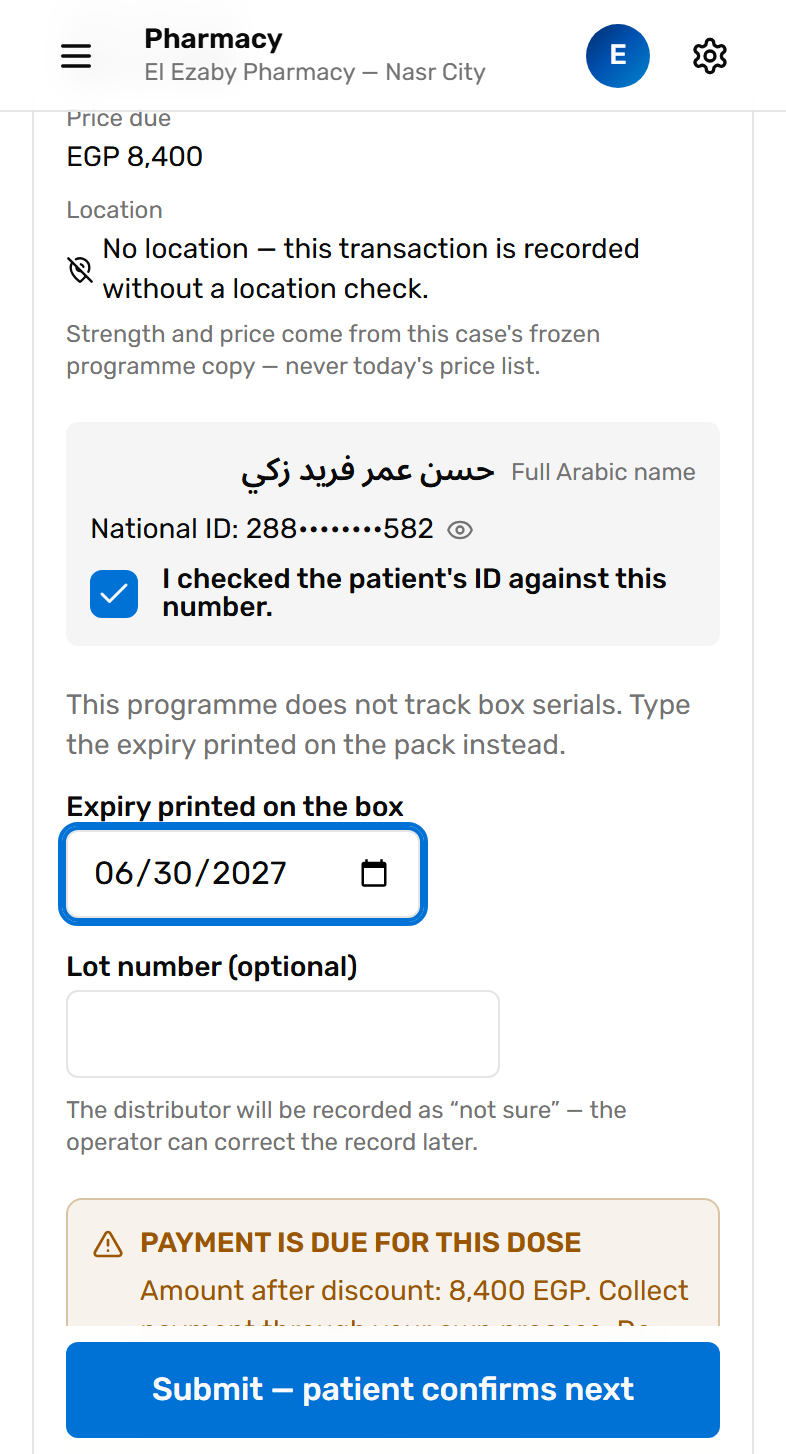 Pharmacy
El Ezaby Pharmacy — Nasr City
E
Price due
EGP 8,400
Location
No location — this transaction is recorded
without a location check.
Strength and price come from this case's frozen
programme copy — never today's price list.
حسن عمر فريد زكي Full Arabic name
National ID: 288••••••••582
I checked the patient's ID against this
number.
This programme does not track box serials. Type
the expiry printed on the pack instead.
Expiry printed on the box
06/30/2027
Lot number (optional)
The distributor will be recorded as “not sure” — the
operator can correct the record later.
PAYMENT IS DUE FOR THIS DOSE
Amount after discount: 8,400 EGP. Collect
Submit — patient confirms next